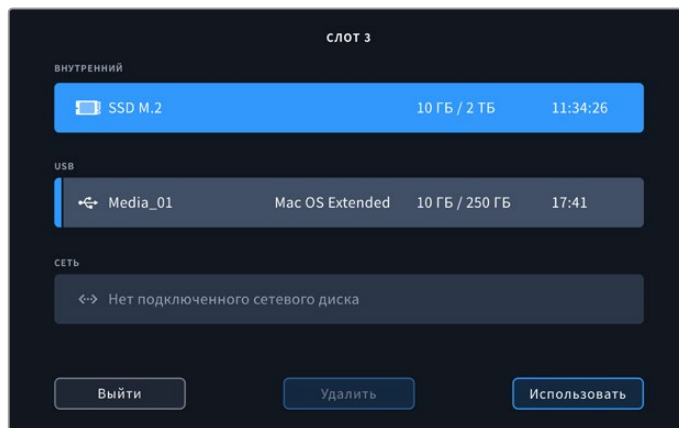 СЛОТ 3
ВНУТРЕННИЙ
SSD M.2 10 ГБ / 2 ТБ 11:34:26
USB
Media_01 Mac OS Extended 10 ГБ / 250 ГБ 17:41
СЕТЬ
Нет подключенного сетевого диска
Выйти Удалить Использовать